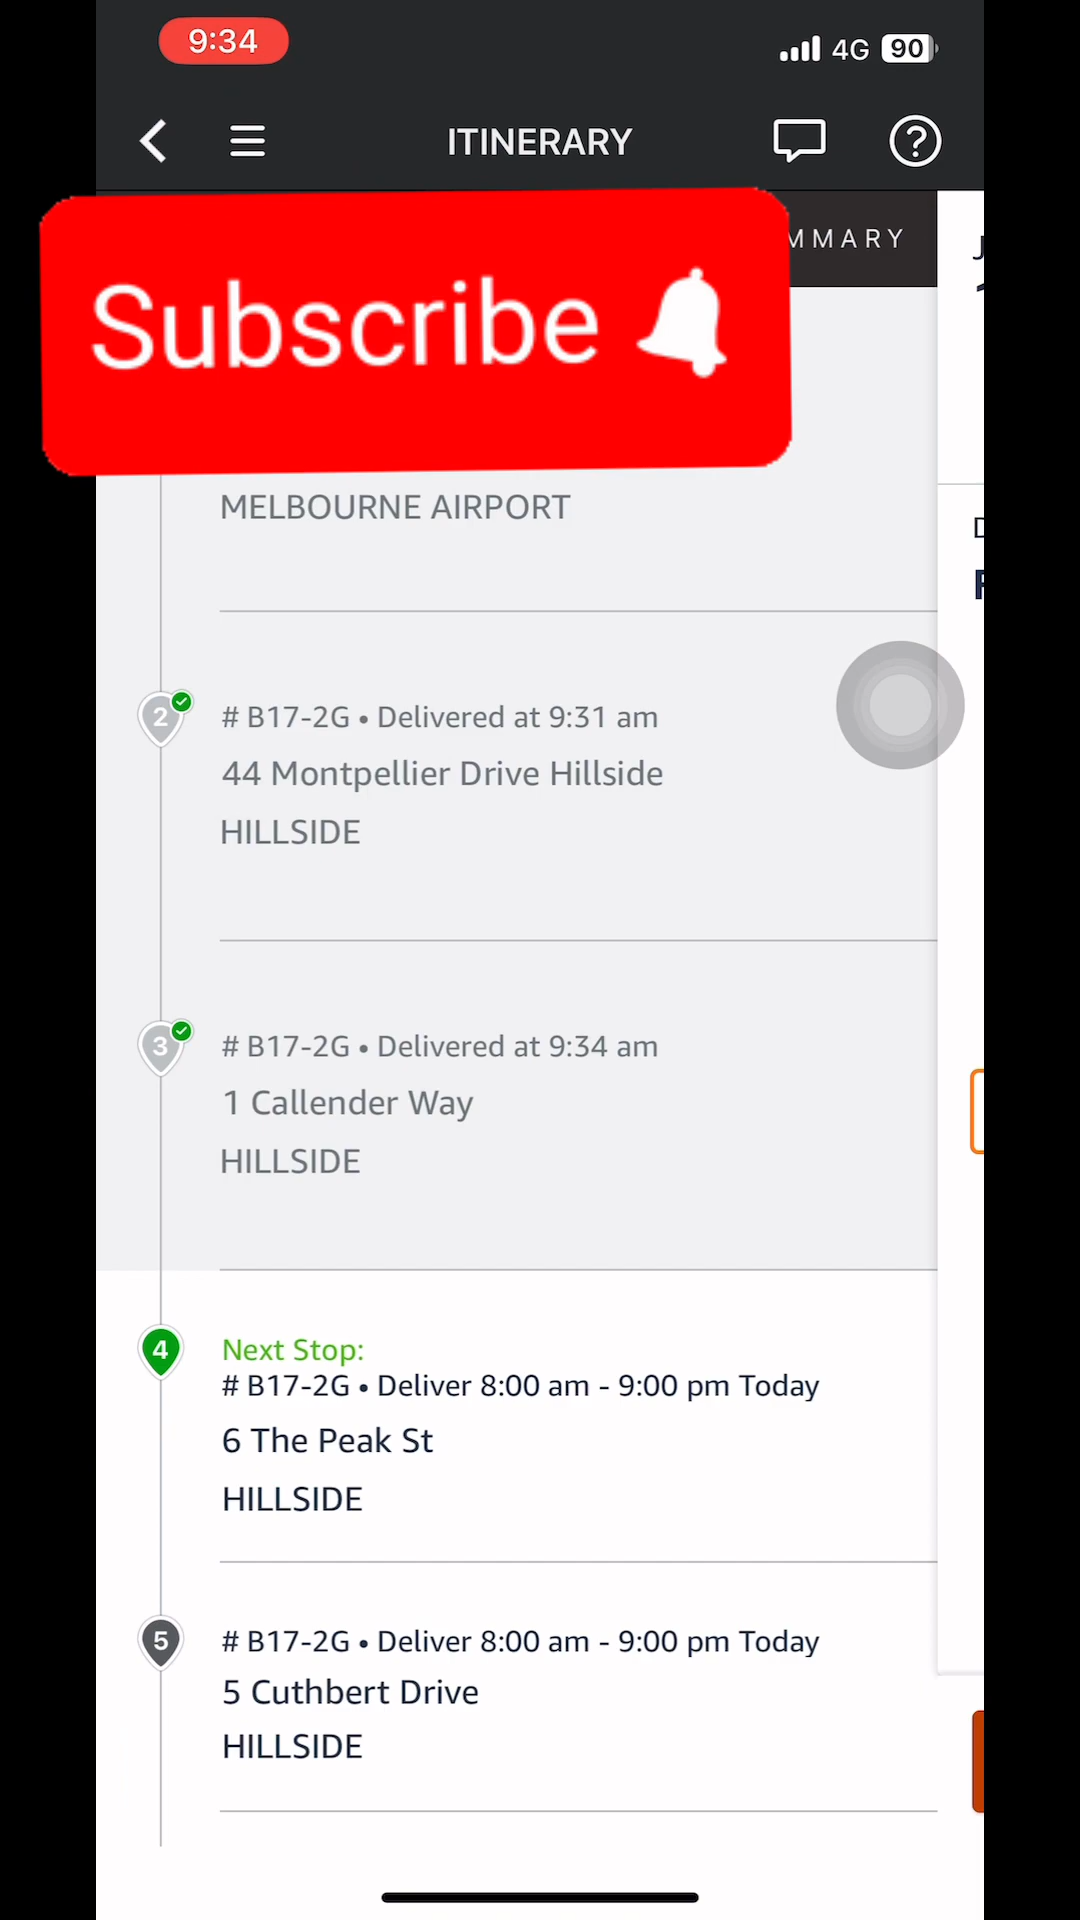 9:34
4G 90
ITINERARY
MMARY
Subscribe
MELBOURNE AIRPORT
2
# B17-2G • Delivered at 9:31 am
44 Montpellier Drive Hillside
HILLSIDE
3
# B17-2G • Delivered at 9:34 am
1 Callender Way
HILLSIDE
4
Next Stop:
# B17-2G • Deliver 8:00 am - 9:00 pm Today
6 The Peak St
HILLSIDE
5
# B17-2G • Deliver 8:00 am - 9:00 pm Today
5 Cuthbert Drive
HILLSIDE